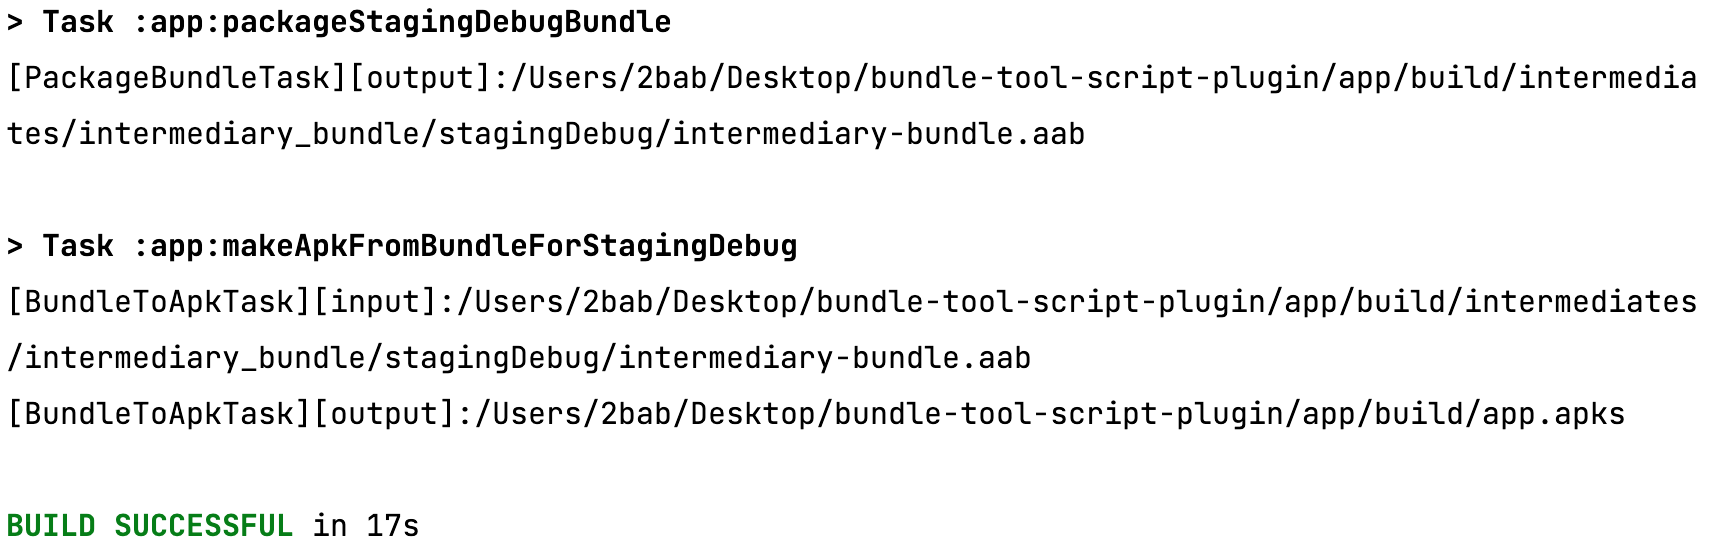 > Task :app:packageStagingDebugBundle
[PackageBundleTask][output]:/Users/2bab/Desktop/bundle-tool-script-plugin/app/build/intermedia
tes/intermediary_bundle/stagingDebug/intermediary-bundle.aab
> Task :app:makeApkFromBundleForStagingDebug
[BundleToApkTask][input]:/Users/2bab/Desktop/bundle-tool-script-plugin/app/build/intermediates
/intermediary_bundle/stagingDebug/intermediary-bundle.aab
[BundleToApkTask][output]:/Users/2bab/Desktop/bundle-tool-script-plugin/app/build/app.apks
BUILD SUCCESSFUL in 17s